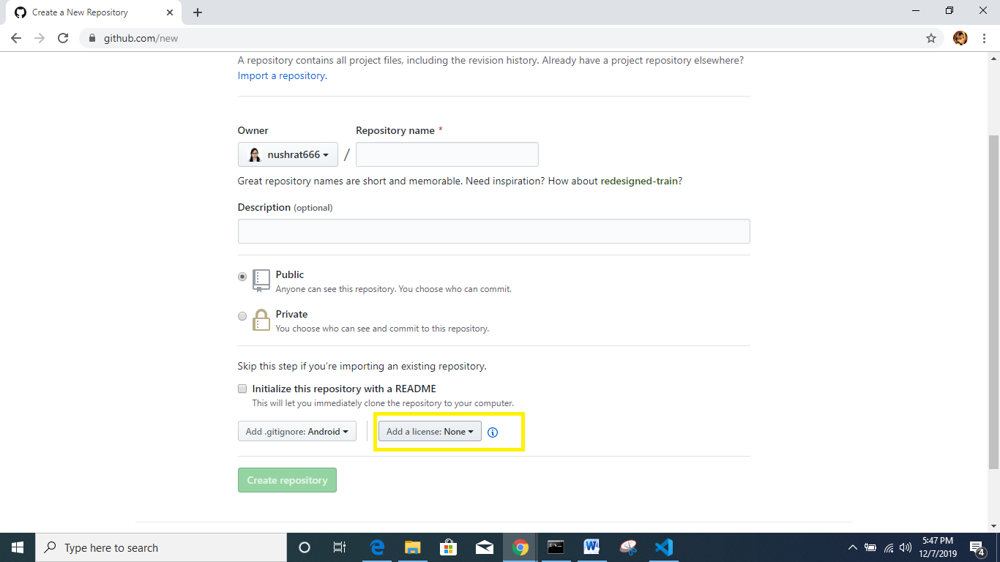 Create a New Repository
github.com/new
A repository contains all project files, including the revision history. Already have a project repository elsewhere?
Import a repository.
Owner
Repository name *
nushrat666
/
Great repository names are short and memorable. Need inspiration? How about redesigned-train?
Description (optional)
Public
Anyone can see this repository. You choose who can commit.
Private
You choose who can see and commit to this repository.
Skip this step if you’re importing an existing repository.
Initialize this repository with a README
This will let you immediately clone the repository to your computer.
Add .gitignore: Android
Add a license: None
Create repository
Type here to search
5:47 PM
12/7/2019
4